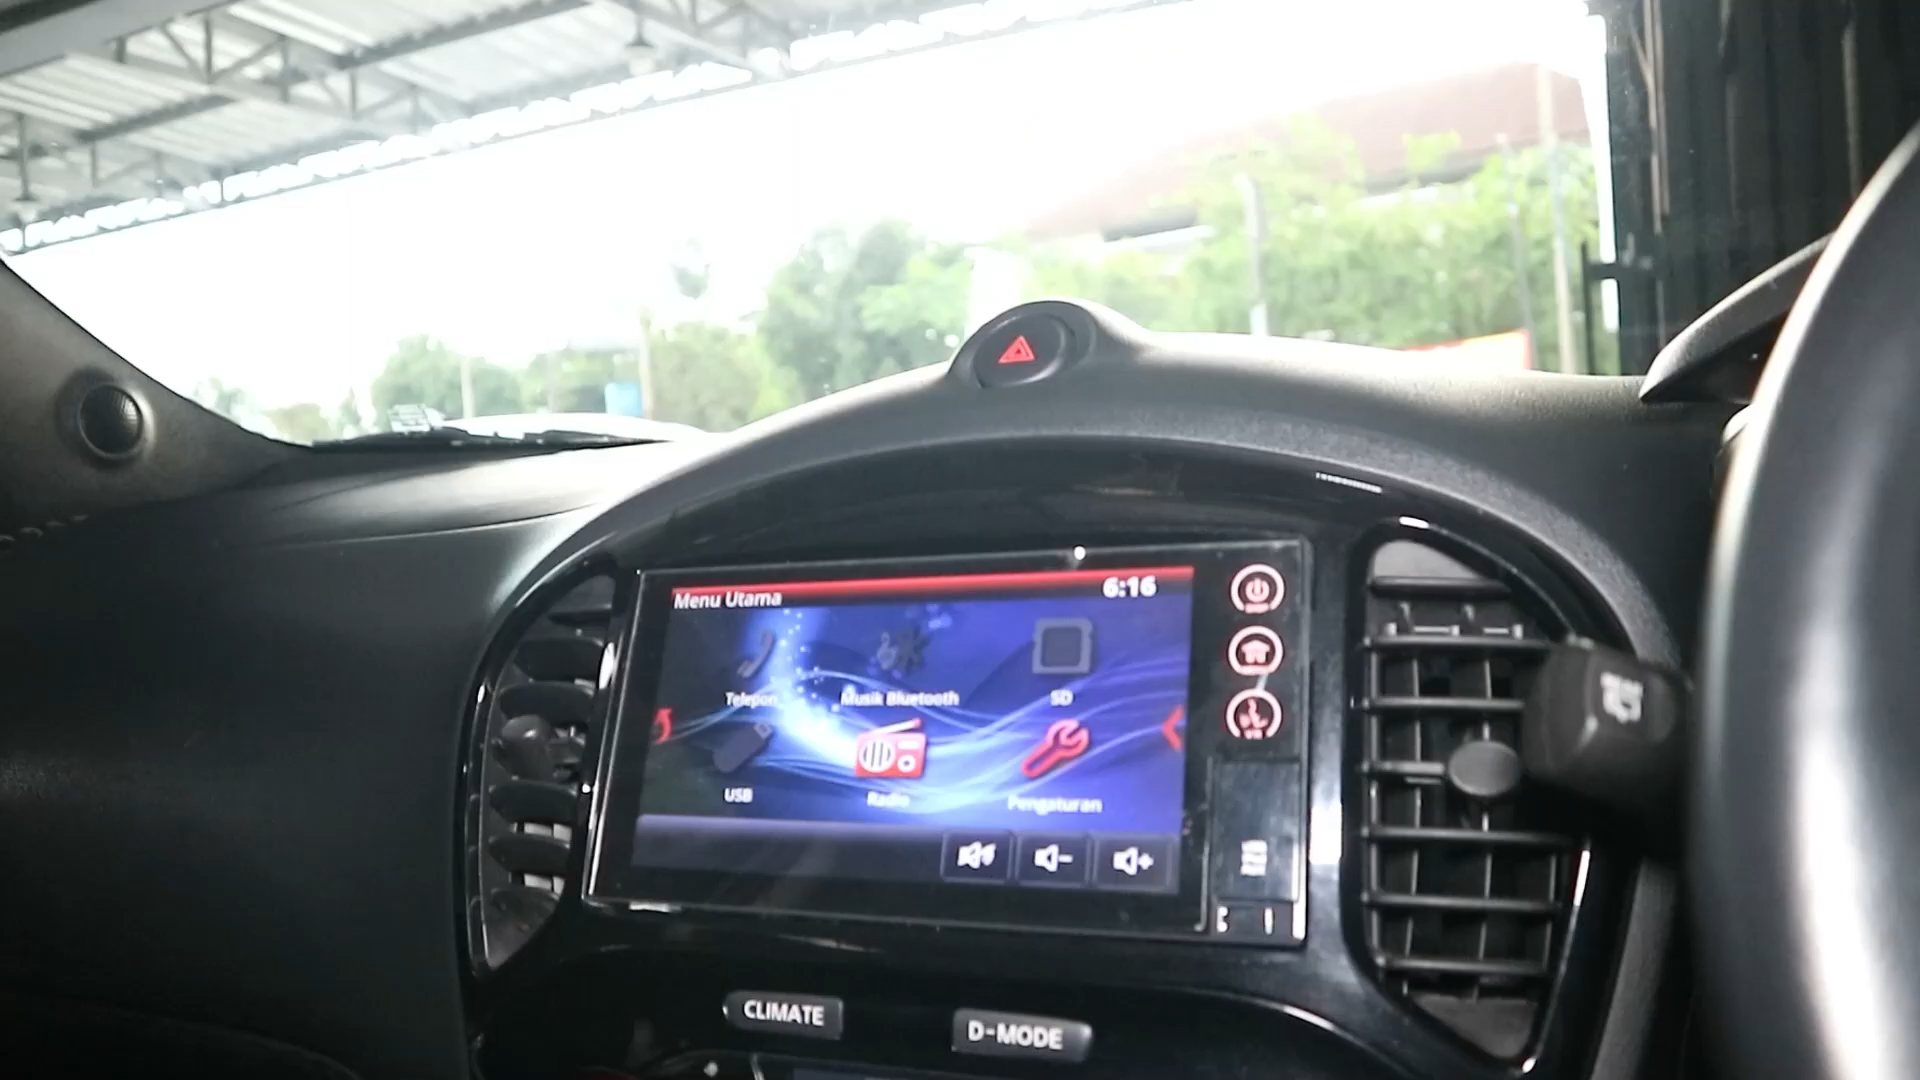 Menu Utama
6:16
Telepon
Musik Bluetooth
SD
USB
Radio
Pengaturan
CLIMATE
D-MODE